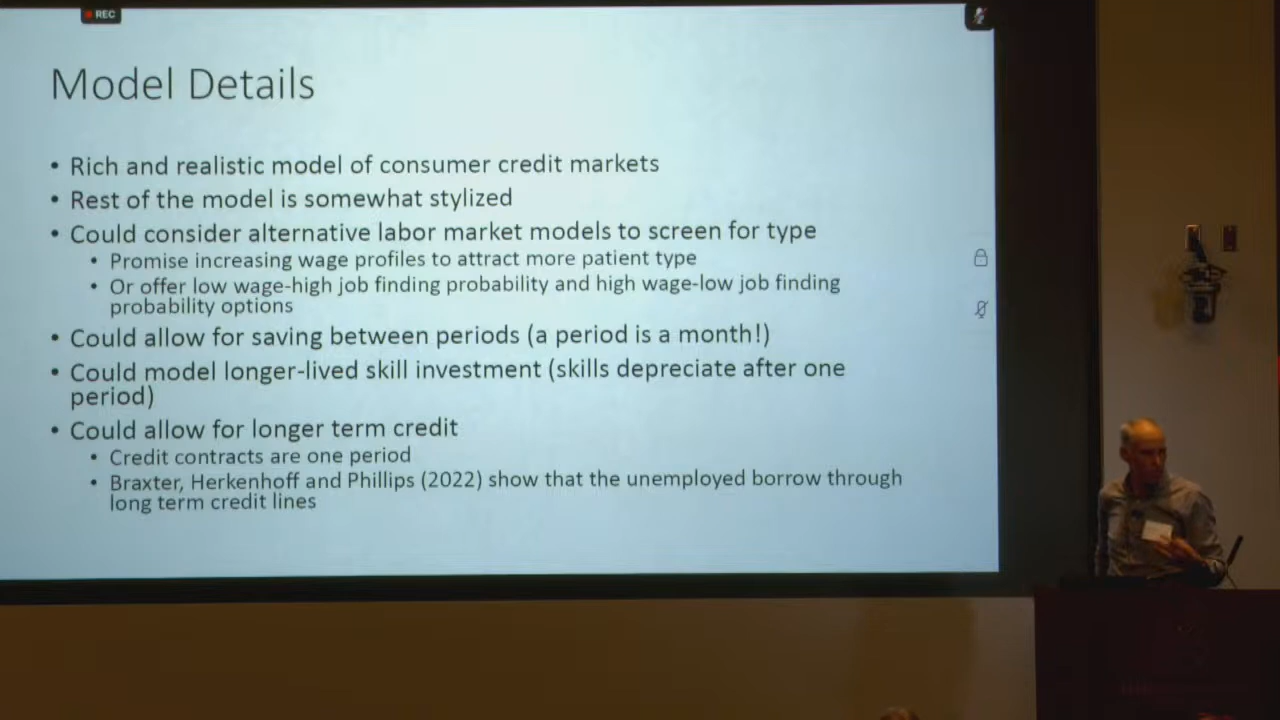 REC
Model Details
• Rich and realistic model of consumer credit markets
• Rest of the model is somewhat stylized
• Could consider alternative labor market models to screen for type
• Promise increasing wage profiles to attract more patient type
• Or offer low wage-high job finding probability and high wage-low job finding
probability options
• Could allow for saving between periods (a period is a month!)
• Could model longer-lived skill investment (skills depreciate after one
period)
• Could allow for longer term credit
• Credit contracts are one period
• Braxter, Herkenhoff and Phillips (2022) show that the unemployed borrow through
long term credit lines